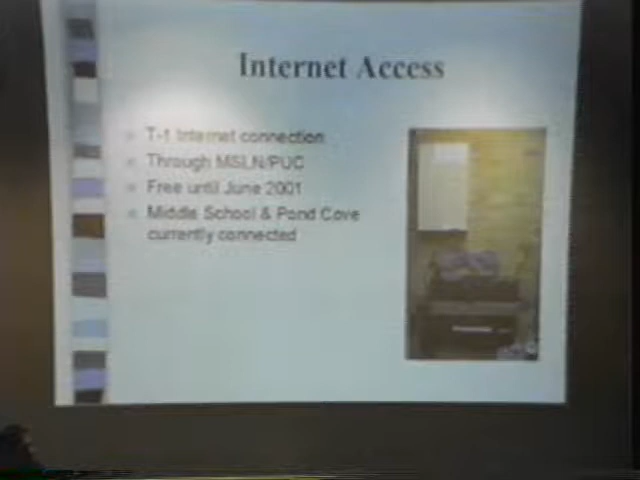 Internet Access
T-1 Internet connection
Through MSLN/PUC
Free until June 2001
Middle School & Pond Cove
currently connected